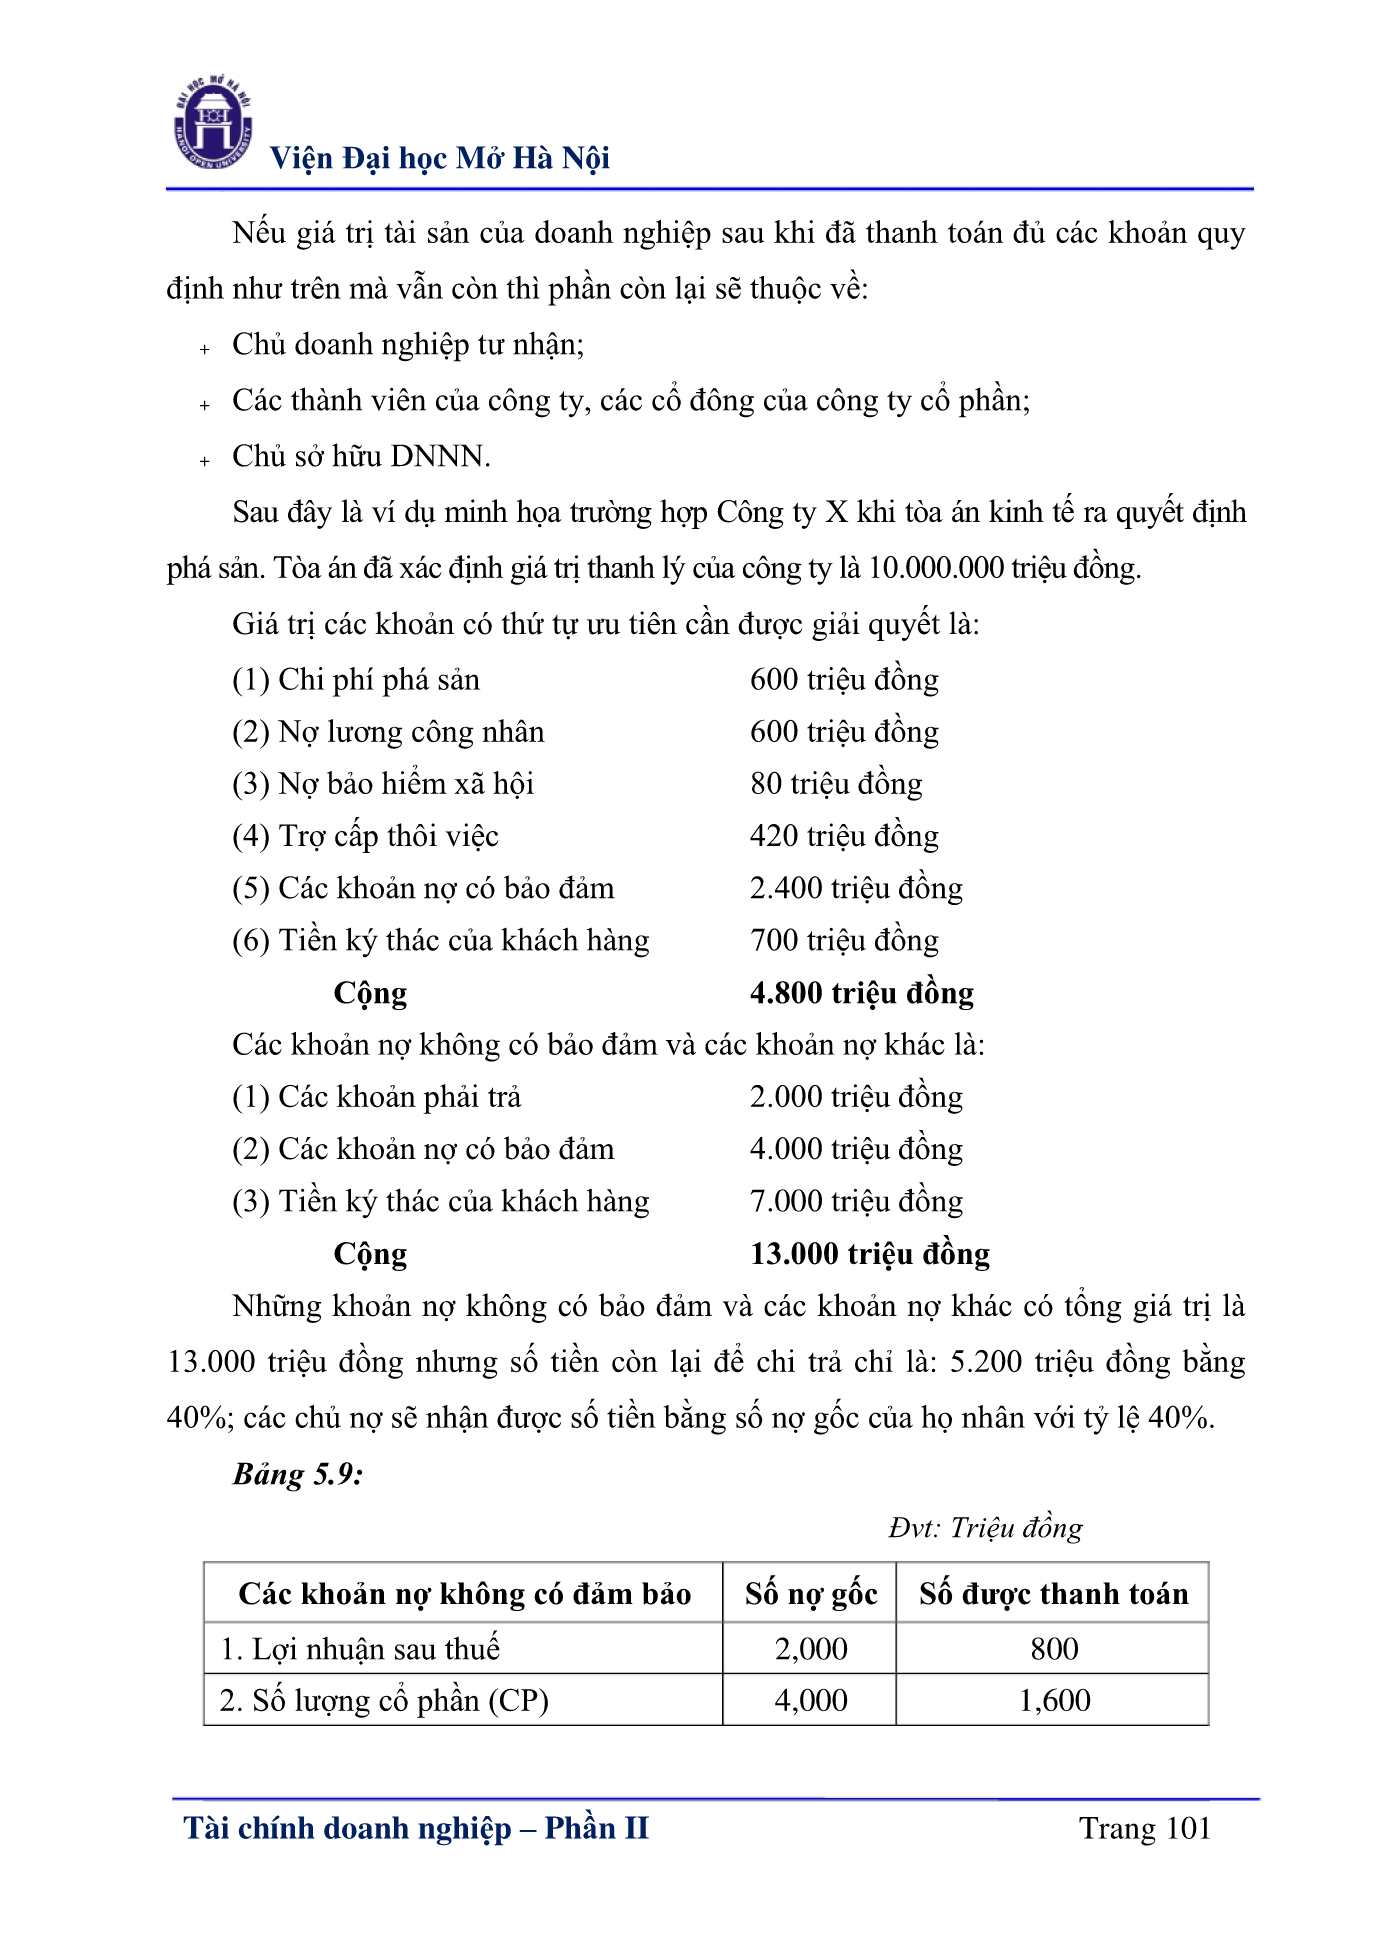 ĐẠI HỌC MỞ HÀ NỘI
HANOI OPEN UNIVERSITY
Viện Đại học Mở Hà Nội
Nếu giá trị tài sản của doanh nghiệp sau khi đã thanh toán đủ các khoản quy
định như trên mà vẫn còn thì phần còn lại sẽ thuộc về:
+ Chủ doanh nghiệp tư nhận;
+ Các thành viên của công ty, các cổ đông của công ty cổ phần;
+ Chủ sở hữu DNNN.
Sau đây là ví dụ minh họa trường hợp Công ty X khi tòa án kinh tế ra quyết định
phá sản. Tòa án đã xác định giá trị thanh lý của công ty là 10.000.000 triệu đồng.
Giá trị các khoản có thứ tự ưu tiên cần được giải quyết là:
(1) Chi phí phá sản 600 triệu đồng
(2) Nợ lương công nhân 600 triệu đồng
(3) Nợ bảo hiểm xã hội 80 triệu đồng
(4) Trợ cấp thôi việc 420 triệu đồng
(5) Các khoản nợ có bảo đảm 2.400 triệu đồng
(6) Tiền ký thác của khách hàng 700 triệu đồng
Cộng 4.800 triệu đồng
Các khoản nợ không có bảo đảm và các khoản nợ khác là:
(1) Các khoản phải trả 2.000 triệu đồng
(2) Các khoản nợ có bảo đảm 4.000 triệu đồng
(3) Tiền ký thác của khách hàng 7.000 triệu đồng
Cộng 13.000 triệu đồng
Những khoản nợ không có bảo đảm và các khoản nợ khác có tổng giá trị là
13.000 triệu đồng nhưng số tiền còn lại để chi trả chỉ là: 5.200 triệu đồng bằng
40%; các chủ nợ sẽ nhận được số tiền bằng số nợ gốc của họ nhân với tỷ lệ 40%.
Bảng 5.9:
Đvt: Triệu đồng
Các khoản nợ không có đảm bảo Số nợ gốc Số được thanh toán
1. Lợi nhuận sau thuế 2,000 800
2. Số lượng cổ phần (CP) 4,000 1,600
Tài chính doanh nghiệp – Phần II Trang 101